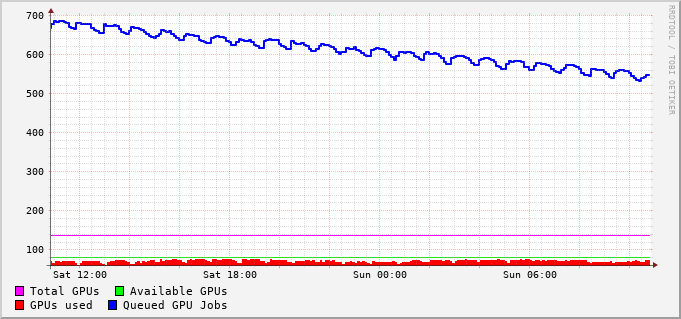 700
600
500
400
300
200
100
Sat 12:00 Sat 18:00 Sun 00:00 Sun 06:00
Total GPUs Available GPUs
GPUs used Queued GPU Jobs
RRDTOOL / TOBI OETIKER